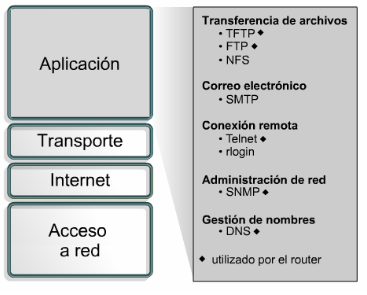 Aplicación
Transporte
Internet
Acceso
a red
Transferencia de archivos
• TFTP ◆
• FTP ◆
• NFS
Correo electrónico
• SMTP
Conexión remota
• Telnet ◆
• rlogin
Administración de red
• SNMP ◆
Gestión de nombres
• DNS ◆
◆ utilizado por el router